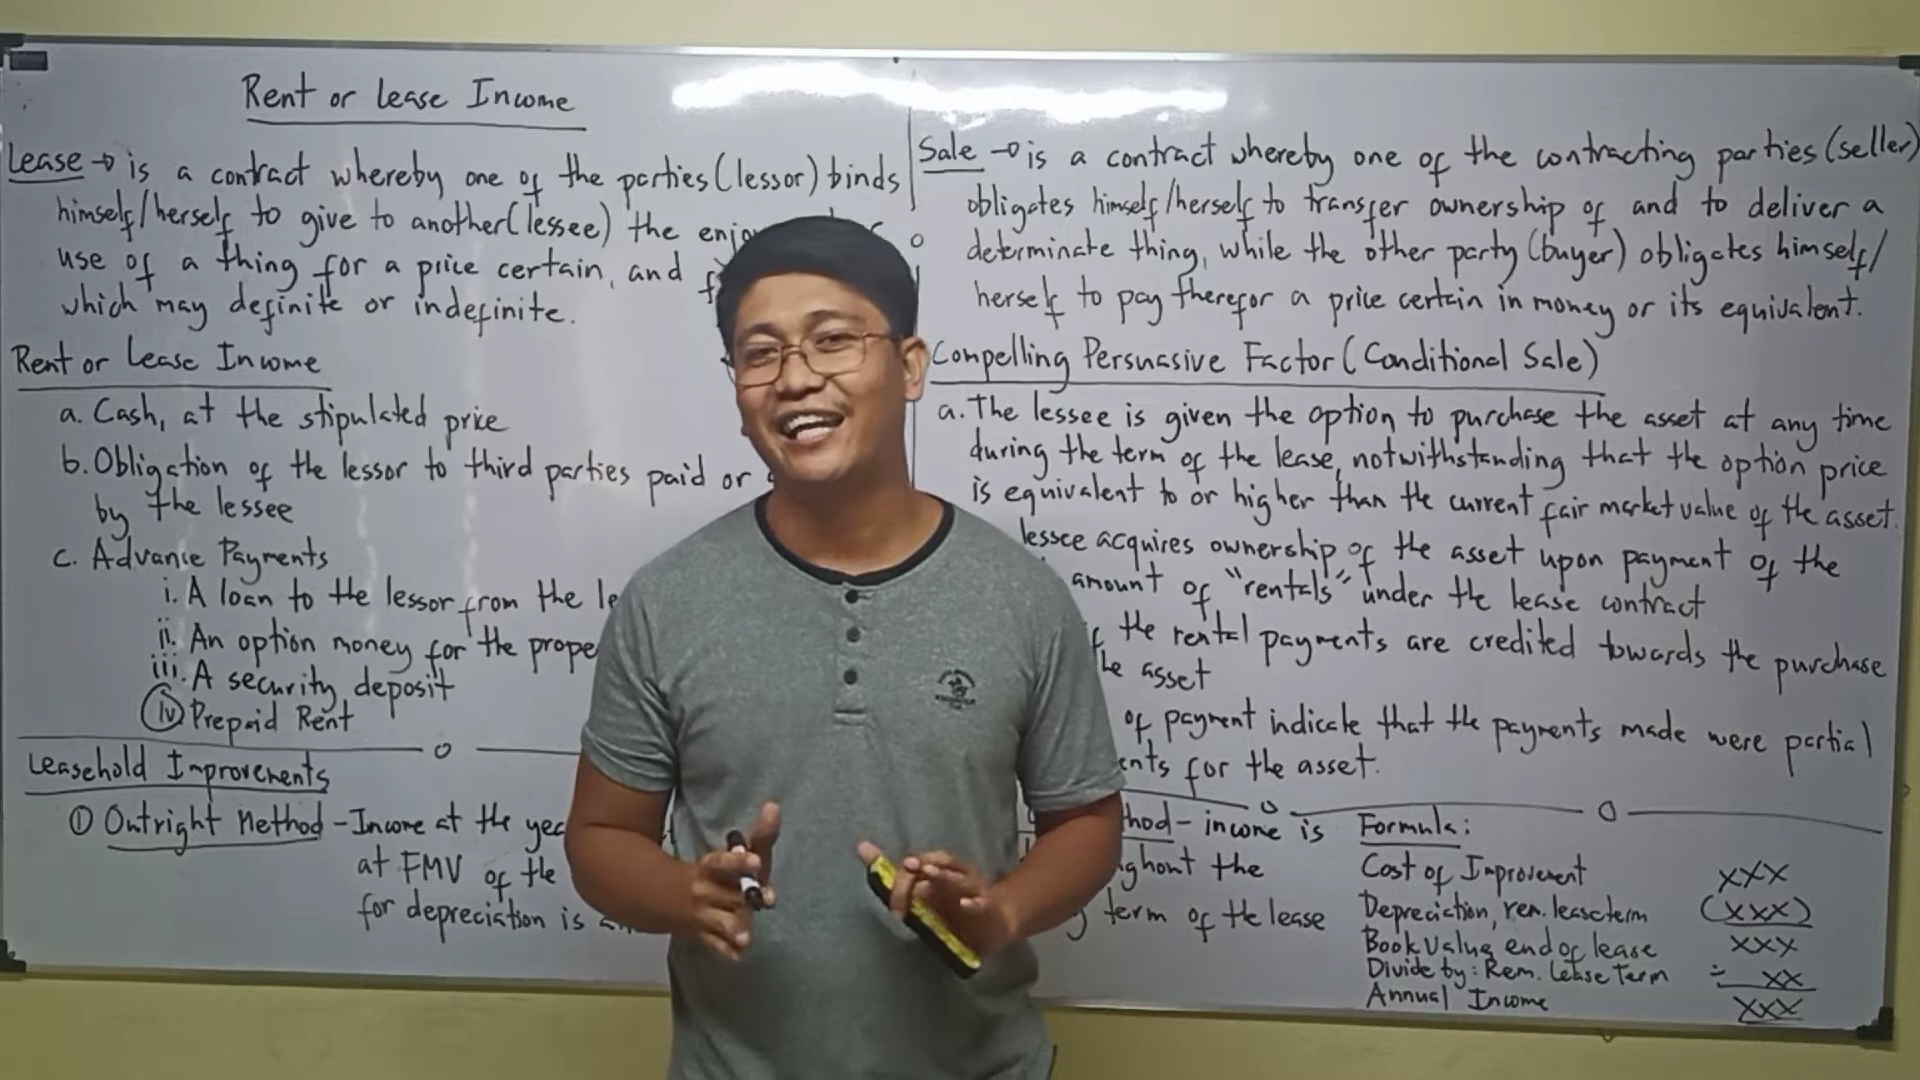 Rent or Lease Income
Lease → is a contract whereby one of the parties (lessor) binds
himself/herself to give to another (lessee) the
use of a thing for a price certain, and
which may definite or indefinite.
Rent or Lease Income
a. Cash, at the stipulated price
b. Obligation of the lessor to third parties paid or
by the lessee
c. Advance Payments
i. A loan to the lessor from the
ii. An option money for the
iii. A security deposit
iv Prepaid Rent
Leasehold Improvements
① Outright Method - Income at the
at FMV of the
for depreciation is
Sale → is a contract whereby one of the contracting parties (seller)
obligates himself/herself to transfer ownership of and to deliver a
determinate thing, while the other party (buyer) obligates himself/
herself to pay therefor a price certain in money or its equivalent.
Compelling Persuasive Factor (Conditional Sale)
a. The lessee is given the option to purchase the asset at any time
during the term of the lease, notwithstanding that the option price
is equivalent to or higher than the current fair market value of the asset.
lessee acquires ownership of the asset upon payment of the
amount of "rentals" under the lease contract
the rental payments are credited towards the purchase
asset
of payment indicate that the payments made were partial
for the asset.
- income is
the
term of the lease
Formula:
Cost of Improvement xxx
Depreciation, rem. lease term (xxx)
Book Value, end of lease xxx
Divide by: Rem. Lease Term ÷ xx
Annual Income xxx